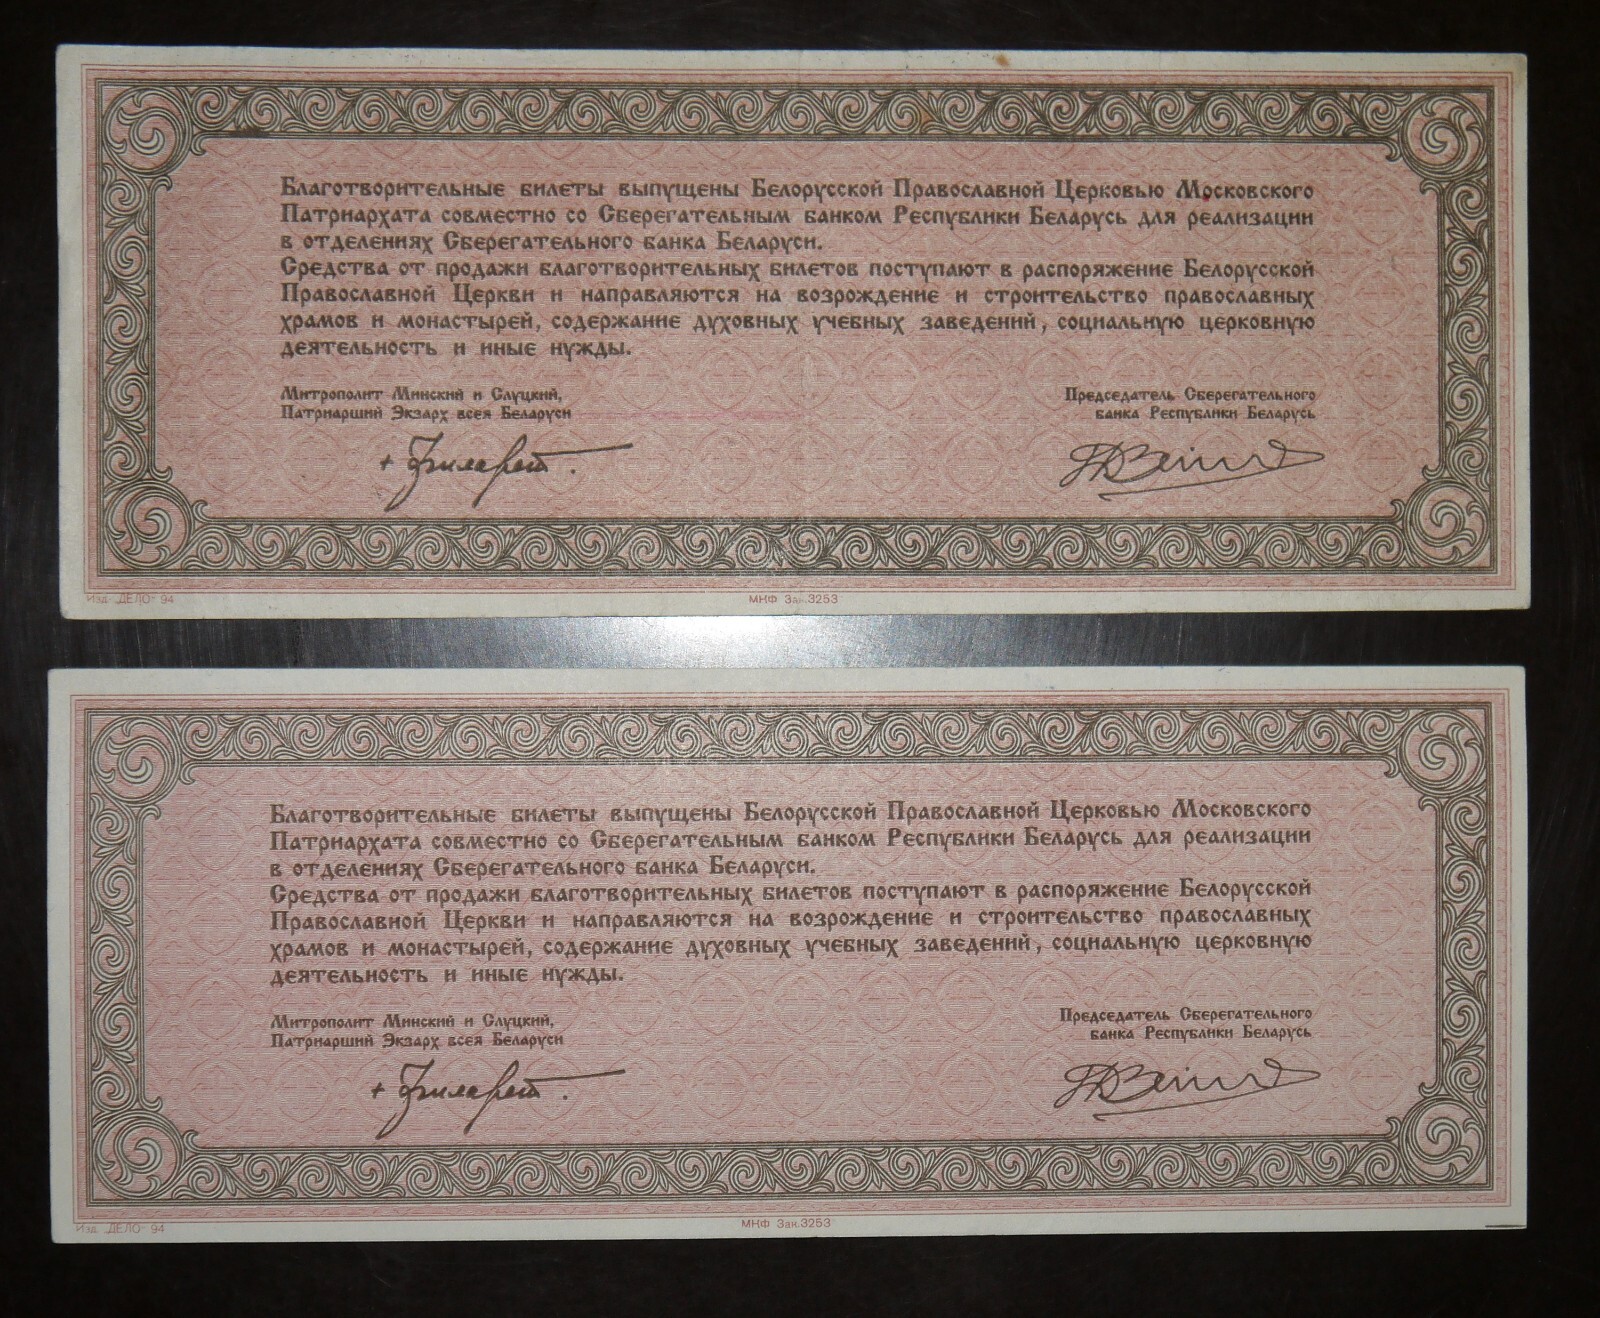 Благотворительные билеты выпущены Белорусской Православной Церковью Московского
Патриархата совместно со Сберегательным банком Республики Беларусь для реализации
в отделениях Сберегательного банка Беларуси.
Средства от продажи благотворительных билетов поступают в распоряжение Белорусской
Православной Церкви и направляются на возрождение и строительство православных
храмов и монастырей, содержание духовных учебных заведений, социальную церковную
деятельность и иные нужды.
Митрополит Минский и Слуцкий,
Патриарший Экзарх всея Беларуси
Председатель Сберегательного
банка Республики Беларусь
+ Филарет.
Изд. „ДЕЛО“ 94
МНФ Зак.3253
Благотворительные билеты выпущены Белорусской Православной Церковью Московского
Патриархата совместно со Сберегательным банком Республики Беларусь для реализации
в отделениях Сберегательного банка Беларуси.
Средства от продажи благотворительных билетов поступают в распоряжение Белорусской
Православной Церкви и направляются на возрождение и строительство православных
храмов и монастырей, содержание духовных учебных заведений, социальную церковную
деятельность и иные нужды.
Митрополит Минский и Слуцкий,
Патриарший Экзарх всея Беларуси
Председатель Сберегательного
банка Республики Беларусь
+ Филарет.
Изд. „ДЕЛО“ 94
МНФ Зак.3253